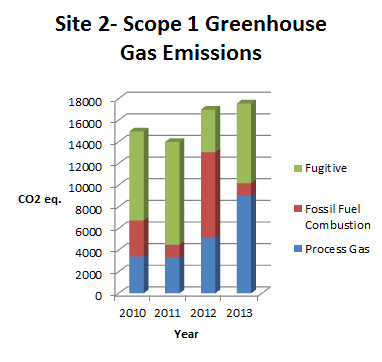 Site 2- Scope 1 Greenhouse
Gas Emissions
18000
16000
14000
12000
10000
8000
6000
4000
2000
0
CO2 eq.
2010 2011 2012 2013
Year
Fugitive
Fossil Fuel
Combustion
Process Gas